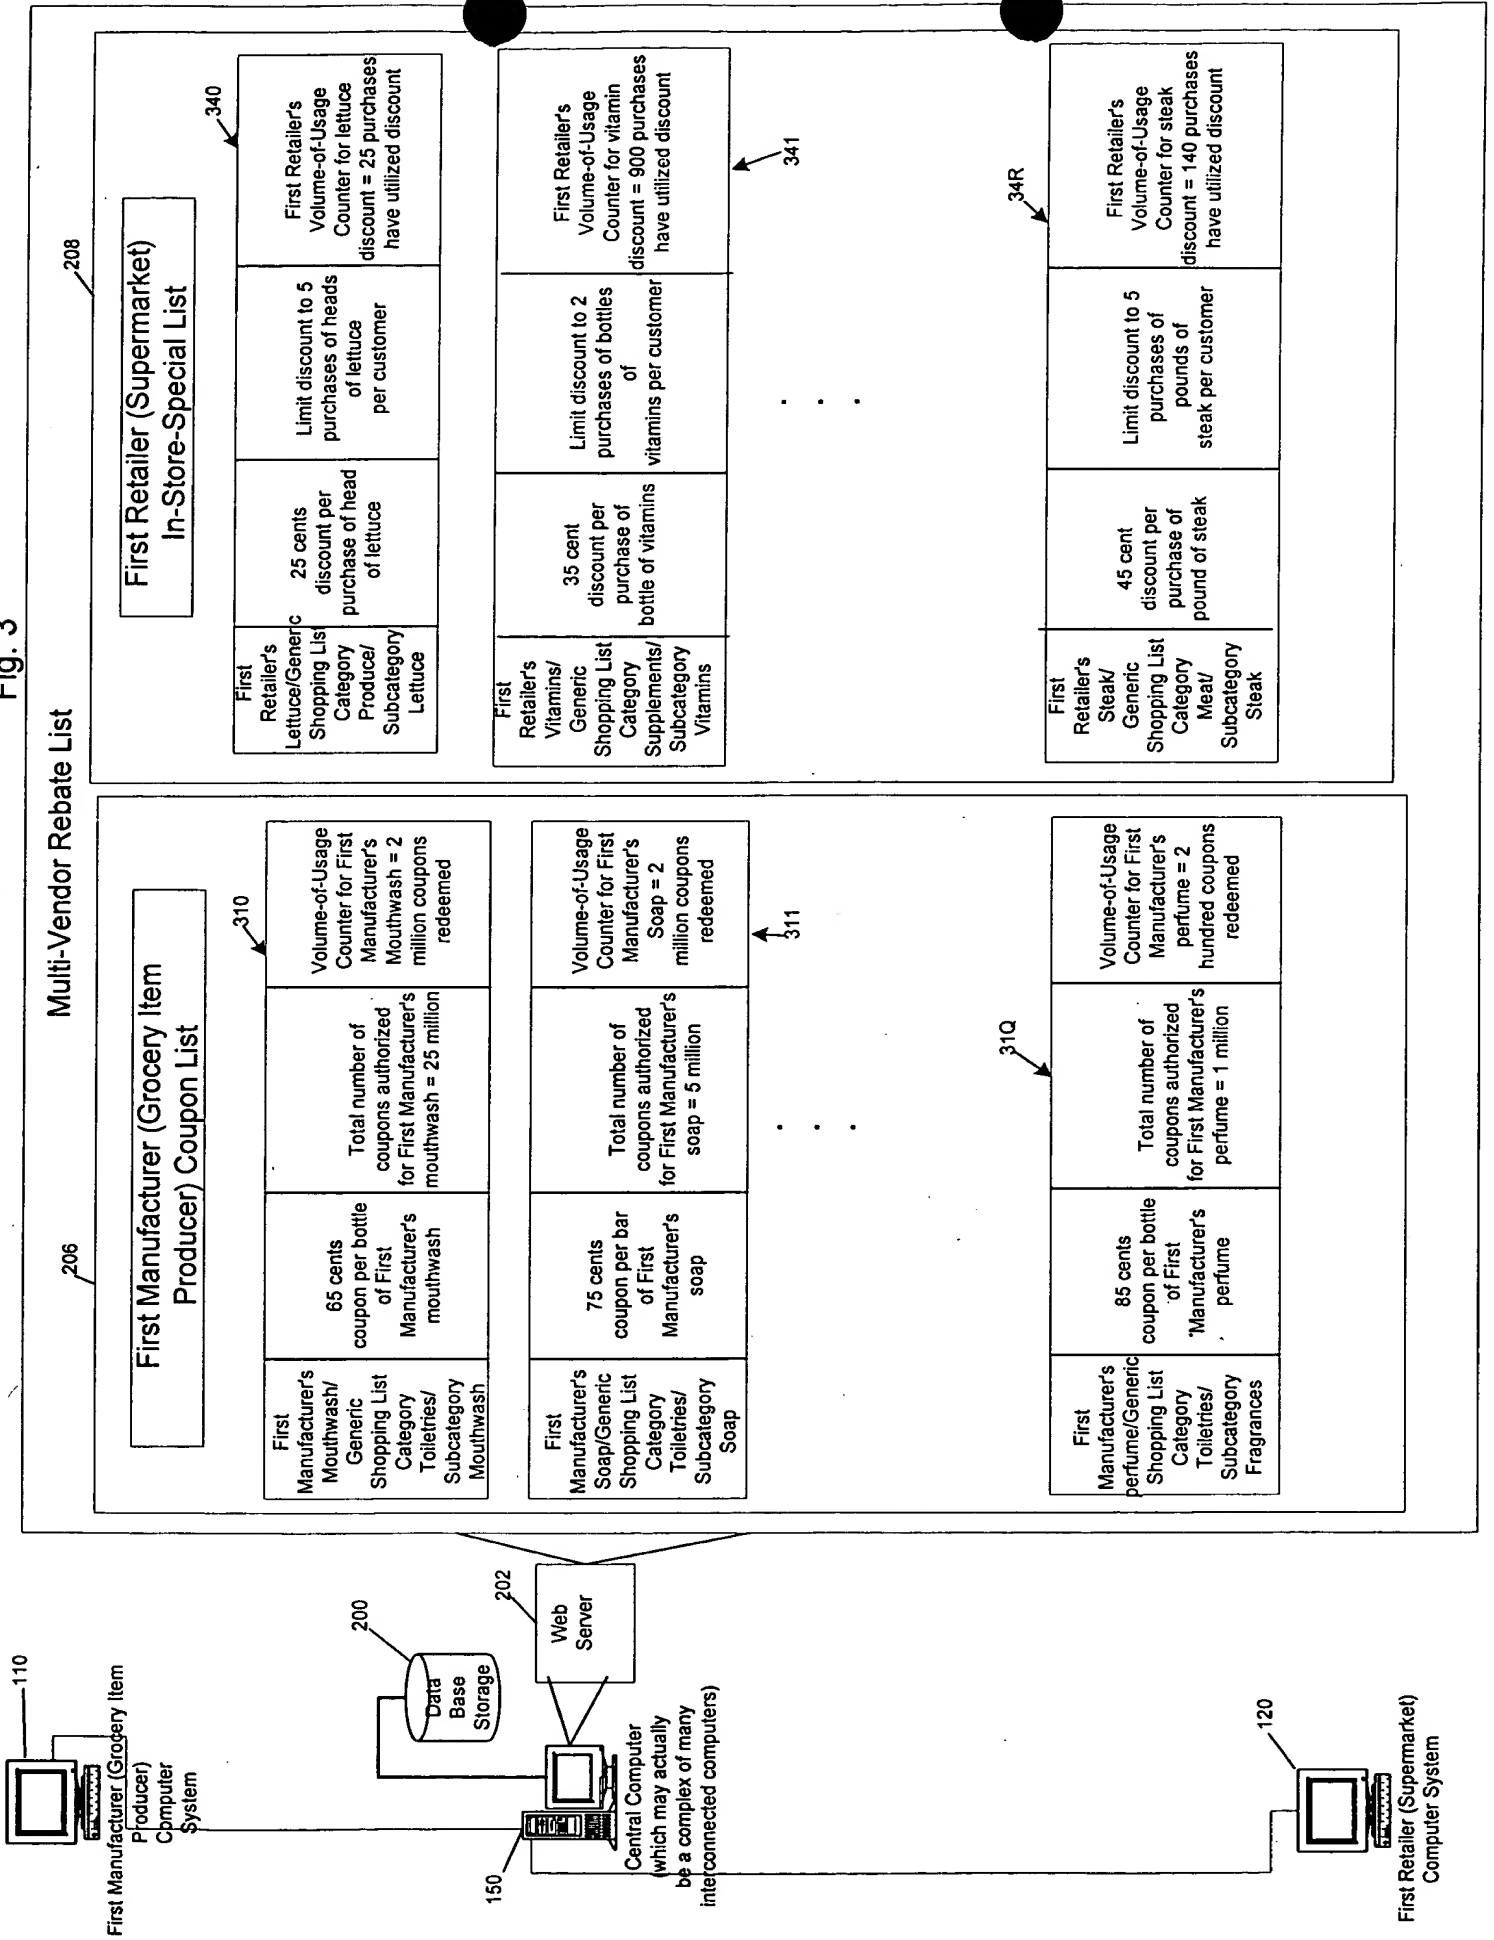 Fig. 3
Multi-Vendor Rebate List
206
First Manufacturer (Grocery Item
Producer) Coupon List
310
First
Manufacturer's
Mouthwash/
Generic
Shopping List
Category
Toiletries/
Subcategory
Mouthwash
65 cents
coupon per bottle
of First
Manufacturer's
mouthwash
Total number of
coupons authorized
for First Manufacturer's
mouthwash = 25 million
Volume-of-Usage
Counter for First
Manufacturer's
Mouthwash = 2
million coupons
redeemed
311
First
Manufacturer's
Soap/Generic
Shopping List
Category
Toiletries/
Subcategory
Soap
75 cents
coupon per bar
of First
Manufacturer's
soap
Total number of
coupons authorized
for First Manufacturer's
soap = 5 million
Volume-of-Usage
Counter for First
Manufacturer's
Soap = 2
million coupons
redeemed
. . .
31Q
First
Manufacturer's
perfume/Generic
Shopping List
Category
Toiletries/
Subcategory
Fragrances
85 cents
coupon per bottle
of First
Manufacturer's
perfume
Total number of
coupons authorized
for First Manufacturer's
perfume = 1 million
Volume-of-Usage
Counter for First
Manufacturer's
perfume = 2
hundred coupons
redeemed
208
First Retailer (Supermarket)
In-Store-Special List
340
First
Retailer's
Lettuce/Generic
Shopping List
Category
Produce/
Subcategory
Lettuce
25 cents
discount per
purchase of head
of lettuce
Limit discount to 5
purchases of heads
of lettuce
per customer
First Retailer's
Volume-of-Usage
Counter for lettuce
discount = 25 purchases
have utilized discount
341
First
Retailer's
Vitamins/
Generic
Shopping List
Category
Supplements/
Subcategory
Vitamins
35 cent
discount per
purchase of
bottle of vitamins
Limit discount to 2
purchases of bottles
of
vitamins per customer
First Retailer's
Volume-of-Usage
Counter for vitamin
discount = 900 purchases
have utilized discount
. . .
34R
First
Retailer's
Steak/
Generic
Shopping List
Category
Meat/
Subcategory
Steak
45 cent
discount per
purchase of
pound of steak
Limit discount to 5
purchases of
pounds of
steak per customer
First Retailer's
Volume-of-Usage
Counter for steak
discount = 140 purchases
have utilized discount
110
First Manufacturer (Grocery Item
Producer)
Computer
System
200
Data
Base
Storage
202
Web
Server
150
Central Computer
(which may actually
be a complex of many
interconnected computers)
120
First Retailer (Supermarket)
Computer System